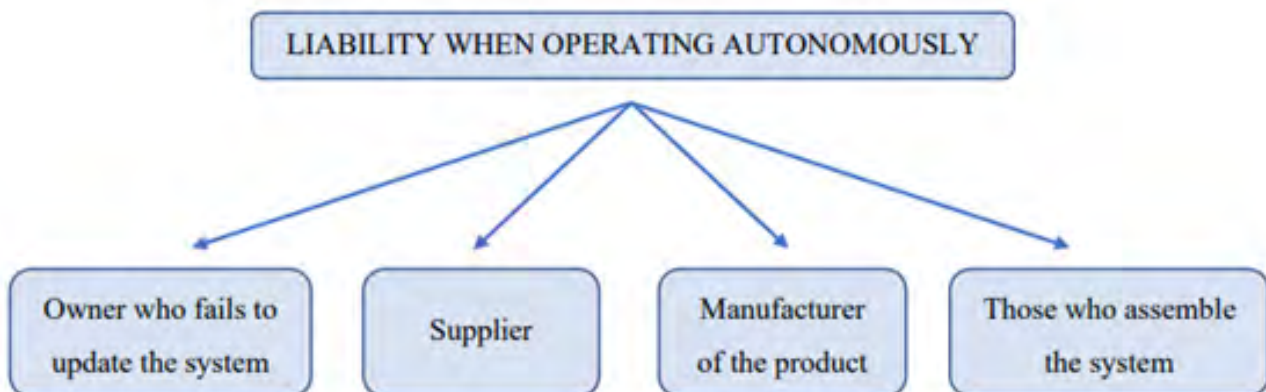 LIABILITY WHEN OPERATING AUTONOMOUSLY
Owner who fails to
update the system
Supplier
Manufacturer
of the product
Those who assemble
the system